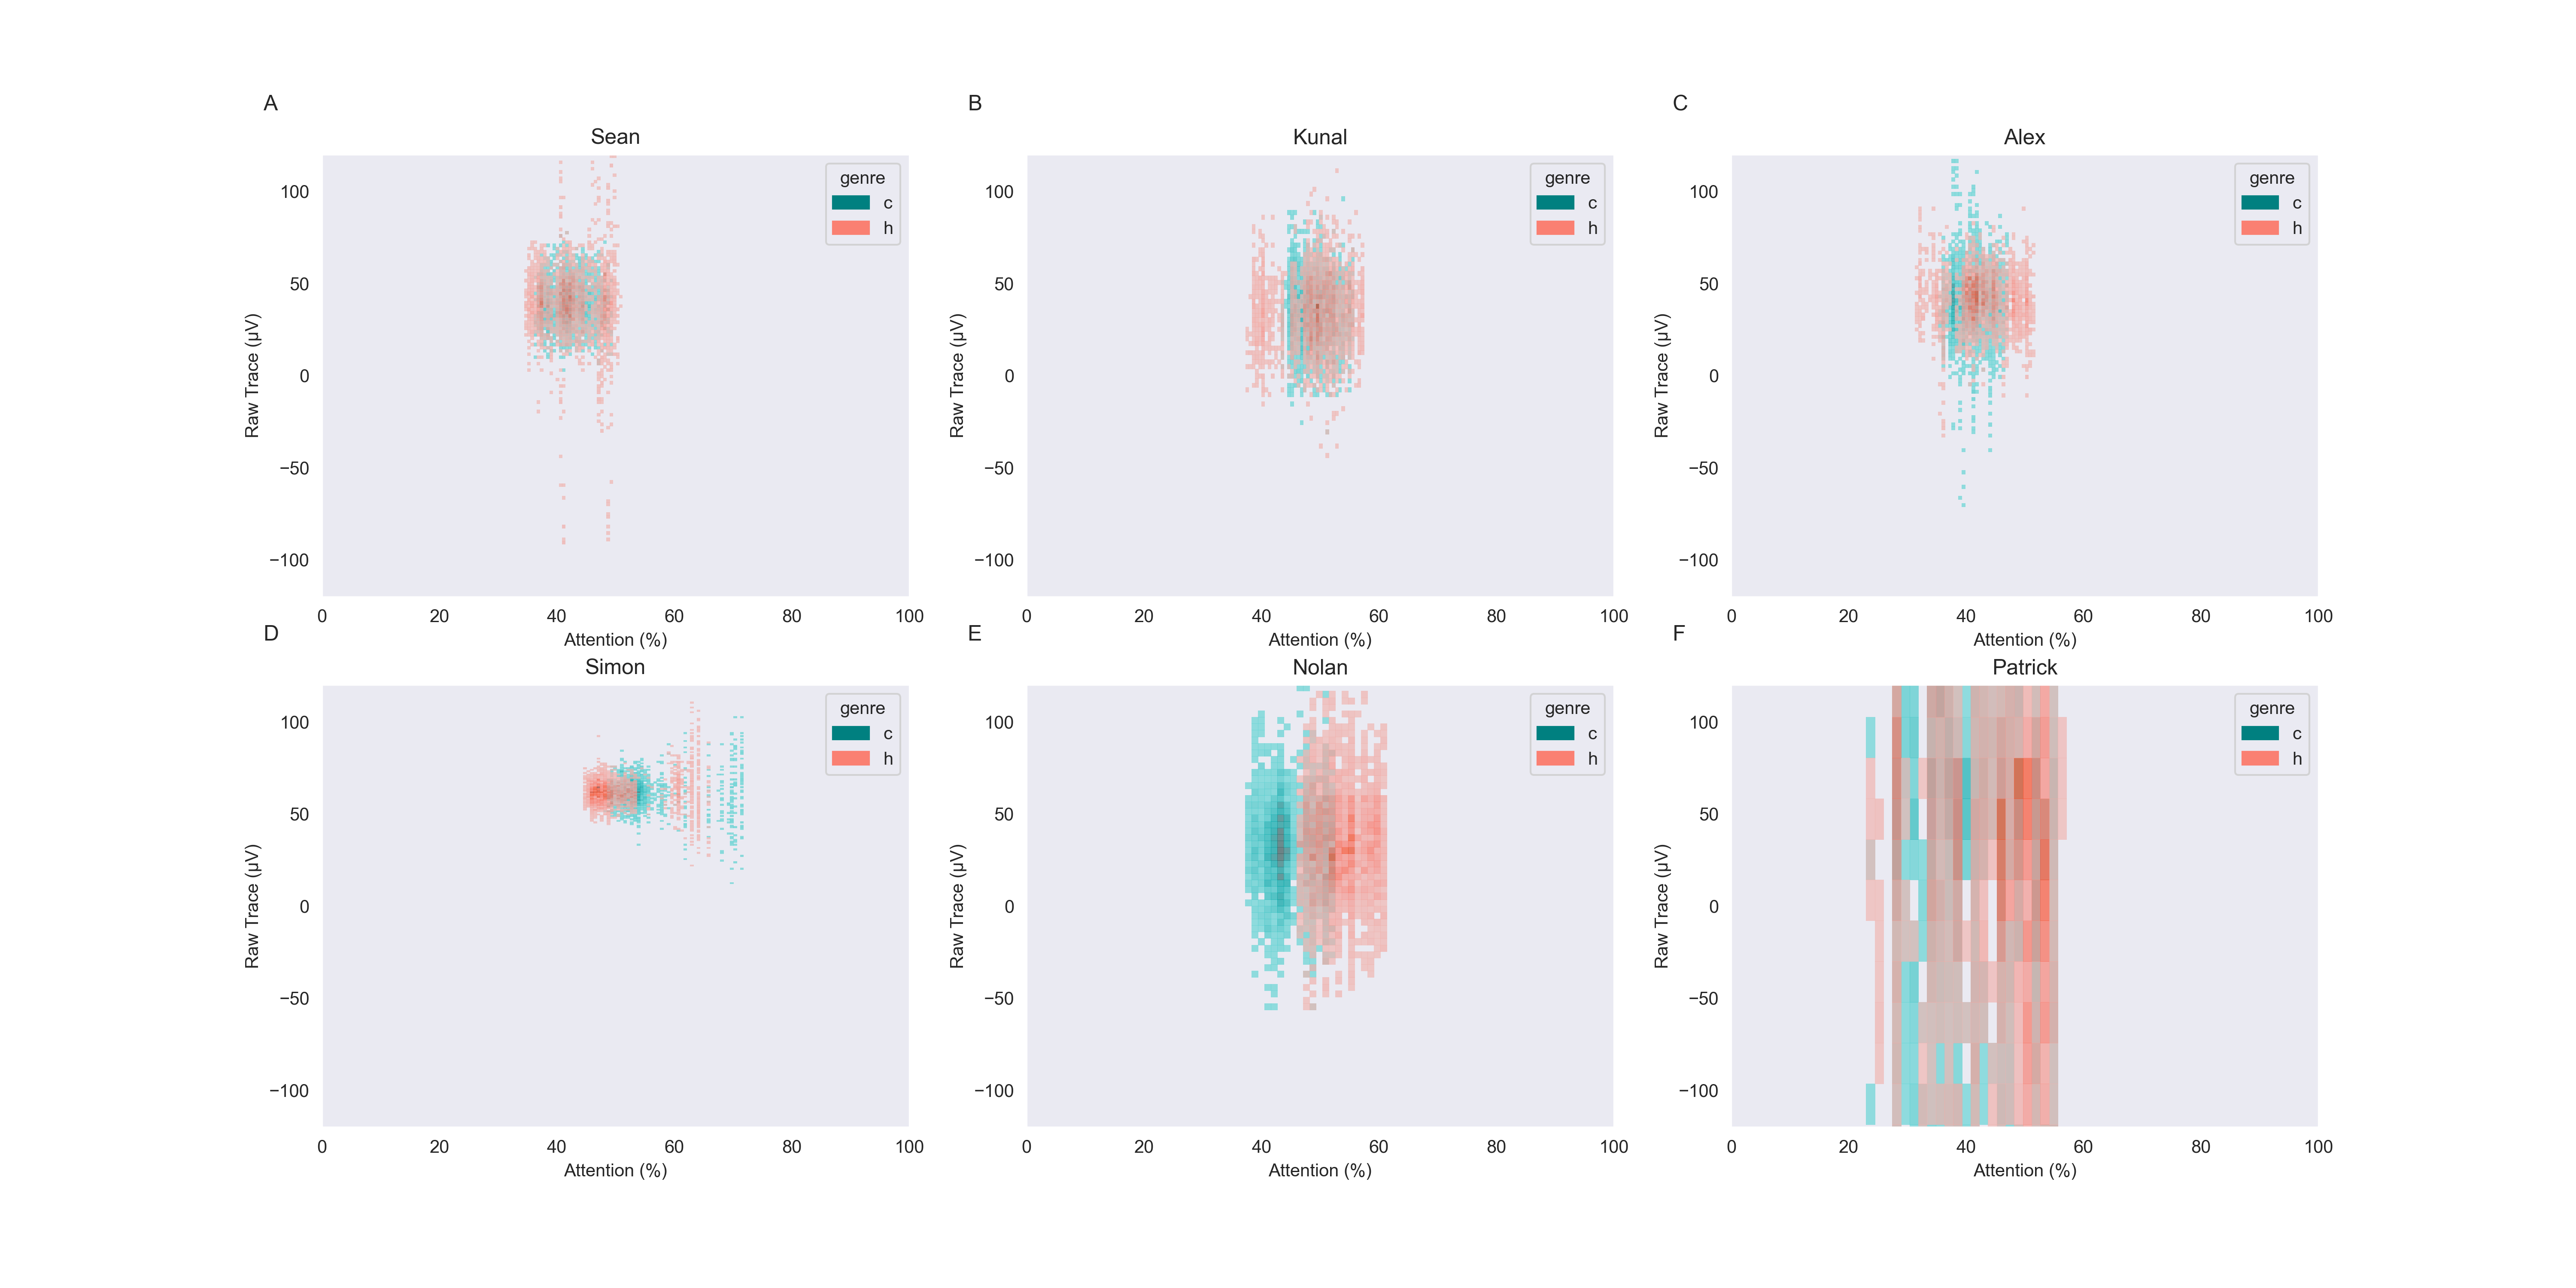 A
Sean
genre
c
h
100
50
0
−50
−100
Raw Trace (µV)
0 20 40 60 80 100
Attention (%)
B
Kunal
genre
c
h
100
50
0
−50
−100
Raw Trace (µV)
0 20 40 60 80 100
Attention (%)
C
Alex
genre
c
h
100
50
0
−50
−100
Raw Trace (µV)
0 20 40 60 80 100
Attention (%)
D
Simon
genre
c
h
100
50
0
−50
−100
Raw Trace (µV)
0 20 40 60 80 100
Attention (%)
E
Nolan
genre
c
h
100
50
0
−50
−100
Raw Trace (µV)
0 20 40 60 80 100
Attention (%)
F
Patrick
genre
c
h
100
50
0
−50
−100
Raw Trace (µV)
0 20 40 60 80 100
Attention (%)